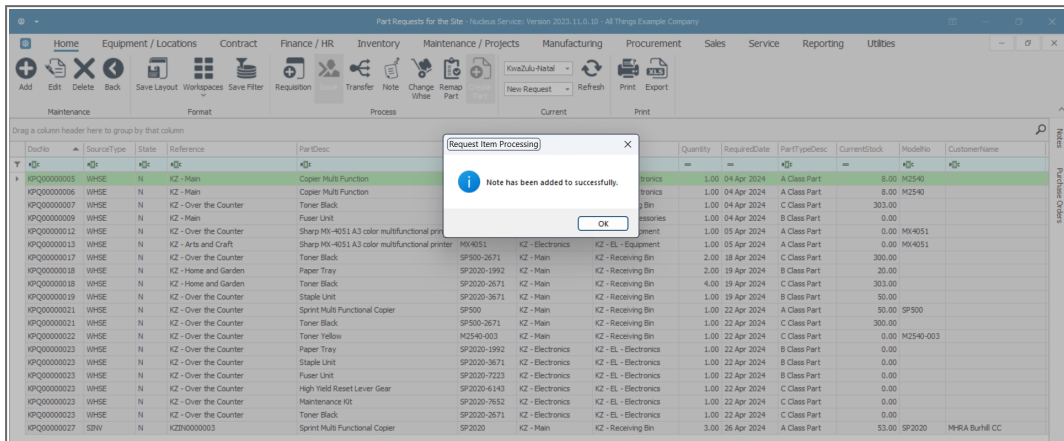 Part Requests for the Site - Nucleus Service: Version 2023.11.0.10 - All Things Example Company
Home Equipment / Locations Contract Finance / HR Inventory Maintenance / Projects Manufacturing Procurement Sales Service Reporting Utilities
Add Edit Delete Back Save Layout Workspaces Save Filter Requisition Issue Transfer Note Change Whse Remap Part Create Part KwaZulu-Natal New Request Refresh Print Export
Maintenance Format Process Current Print
Drag a column header here to group by that column
DocNo SourceType State Reference PartDesc Quantity RequiredDate PartTypeDesc CurrentStock ModelNo CustomerName
Notes
Purchase Orders
Request Item Processing
Note has been added to successfully.
OK
KPQ00000005 WHSE N KZ - Main Copier Multi Function tronics 1.00 04 Apr 2024 A Class Part 8.00 M2540
KPQ00000006 WHSE N KZ - Main Copier Multi Function tronics 1.00 04 Apr 2024 A Class Part 8.00 M2540
KPQ00000007 WHSE N KZ - Over the Counter Toner Black g Bin 1.00 04 Apr 2024 C Class Part 303.00
KPQ00000009 WHSE N KZ - Main Fuser Unit essories 1.00 04 Apr 2024 B Class Part 0.00
KPQ00000012 WHSE N KZ - Over the Counter Sharp MX-4051 A3 color multifunctional prin pment 1.00 05 Apr 2024 A Class Part 0.00 MX4051
KPQ00000013 WHSE N KZ - Arts and Craft Sharp MX-4051 A3 color multifunctional printer MX4051 KZ - Electronics KZ - EL - Equipment 1.00 05 Apr 2024 A Class Part 0.00 MX4051
KPQ00000017 WHSE N KZ - Over the Counter Toner Black SP500-2671 KZ - Main KZ - Receiving Bin 2.00 18 Apr 2024 C Class Part 300.00
KPQ00000018 WHSE N KZ - Home and Garden Paper Tray SP2020-1992 KZ - Main KZ - Receiving Bin 2.00 19 Apr 2024 B Class Part 20.00
KPQ00000018 WHSE N KZ - Home and Garden Toner Black SP2020-2671 KZ - Main KZ - Receiving Bin 4.00 19 Apr 2024 C Class Part 303.00
KPQ00000019 WHSE N KZ - Over the Counter Staple Unit SP2020-3671 KZ - Main KZ - Receiving Bin 1.00 19 Apr 2024 B Class Part 50.00
KPQ00000021 WHSE N KZ - Over the Counter Sprint Multi Functional Copier SP500 KZ - Main KZ - Receiving Bin 1.00 22 Apr 2024 A Class Part 50.00 SP500
KPQ00000021 WHSE N KZ - Over the Counter Toner Black SP500-2671 KZ - Main KZ - Receiving Bin 1.00 22 Apr 2024 C Class Part 300.00
KPQ00000022 WHSE N KZ - Over the Counter Toner Yellow M2540-003 KZ - Main KZ - Receiving Bin 1.00 22 Apr 2024 C Class Part 0.00 M2540-003
KPQ00000023 WHSE N KZ - Over the Counter Paper Tray SP2020-1992 KZ - Electronics KZ - EL - Electronics 1.00 22 Apr 2024 B Class Part 0.00
KPQ00000023 WHSE N KZ - Over the Counter Staple Unit SP2020-3671 KZ - Electronics KZ - EL - Electronics 1.00 22 Apr 2024 B Class Part 0.00
KPQ00000023 WHSE N KZ - Over the Counter Fuser Unit SP2020-7223 KZ - Electronics KZ - EL - Electronics 1.00 22 Apr 2024 B Class Part 0.00
KPQ00000023 WHSE N KZ - Over the Counter High Yield Reset Lever Gear SP2020-6143 KZ - Electronics KZ - EL - Electronics 1.00 22 Apr 2024 C Class Part 0.00
KPQ00000023 WHSE N KZ - Over the Counter Maintenance Kit SP2020-7652 KZ - Electronics KZ - EL - Electronics 1.00 22 Apr 2024 C Class Part 0.00
KPQ00000023 WHSE N KZ - Over the Counter Toner Black SP2020-2671 KZ - Electronics KZ - EL - Electronics 1.00 22 Apr 2024 C Class Part 0.00
KPQ00000027 SINV N KZIN0000003 Sprint Multi Functional Copier SP2020 KZ - Main KZ - Receiving Bin 3.00 26 Apr 2024 A Class Part 53.00 SP2020 MHRA Burhill CC